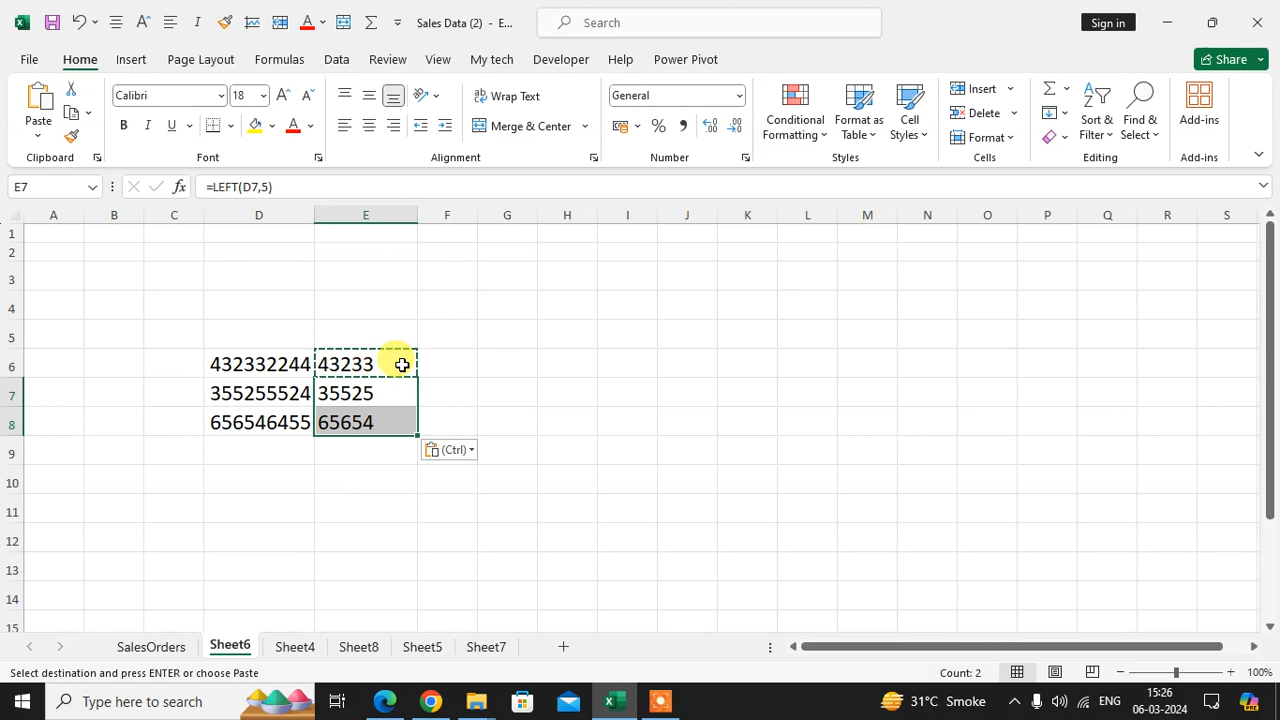 Sales Data (2) - E...
Search
Sign in
File Home Insert Page Layout Formulas Data Review View My tech Developer Help Power Pivot
Share
Paste
Clipboard
Calibri 18
B I U
Font
Wrap Text
Merge & Center
Alignment
General
Number
Conditional Formatting
Format as Table
Cell Styles
Styles
Insert
Delete
Format
Cells
Sort & Filter
Find & Select
Editing
Add-ins
Add-ins
E7 fx =LEFT(D7,5)
A B C D E F G H I J K L M N O P Q R S
1
2
3
4
5
6 432332244 43233
7 355255524 35525
8 656546455 65654
9 (Ctrl)
10
11
12
13
14
15
SalesOrders Sheet6 Sheet4 Sheet8 Sheet5 Sheet7
Select destination and press ENTER or choose Paste Count: 2 100%
Type here to search 31°C Smoke ENG 15:26
06-03-2024